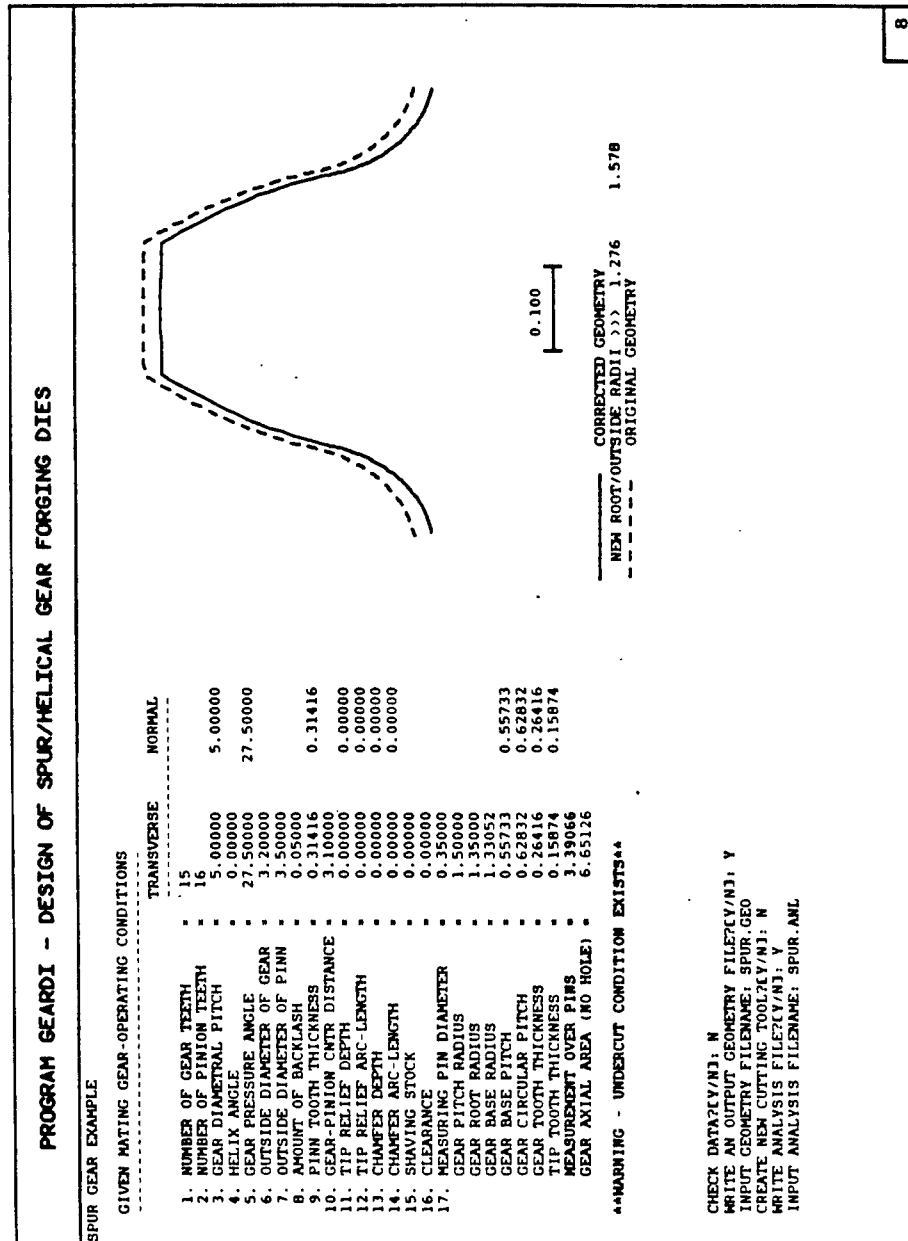 PROGRAM GEARDI - DESIGN OF SPUR/HELICAL GEAR FORGING DIES
SPUR GEAR EXAMPLE
GIVEN MATING GEAR-OPERATING CONDITIONS
TRANSVERSE NORMAL
1. NUMBER OF GEAR TEETH = 15
2. NUMBER OF PINION TEETH = 16
3. GEAR DIAMETRAL PITCH = 5.00000 5.00000
4. HELIX ANGLE = 0.00000
5. GEAR PRESSURE ANGLE = 27.50000 27.50000
6. OUTSIDE DIAMETER OF GEAR = 3.20000
7. OUTSIDE DIAMETER OF PINN = 3.50000
8. AMOUNT OF BACKLASH = 0.05000
9. PINN TOOTH THICKNESS = 0.31416 0.31416
10. GEAR-PINION CNTR DISTANCE = 3.10000
11. TIP RELIEF DEPTH = 0.00000 0.00000
12. TIP RELIEF ARC-LENGTH = 0.00000 0.00000
13. CHAMFER DEPTH = 0.00000 0.00000
14. CHAMFER ARC-LENGTH = 0.00000 0.00000
15. SHAVING STOCK = 0.00000
16. CLEARANCE = 0.00000
17. MEASURING PIN DIAMETER = 0.35000
GEAR PITCH RADIUS = 1.50000
GEAR ROOT RADIUS = 1.35000
GEAR BASE RADIUS = 1.33052
GEAR BASE PITCH = 0.55733 0.55733
GEAR CIRCULAR PITCH = 0.62832 0.62832
GEAR TOOTH THICKNESS = 0.26416 0.26416
TIP TOOTH THICKNESS = 0.15874 0.15874
MEASUREMENT OVER PINS = 3.39066
GEAR AXIAL AREA (NO HOLE) = 6.65126
**WARNING - UNDERCUT CONDITION EXISTS**
CHECK DATA?[Y/N]: N
WRITE AN OUTPUT GEOMETRY FILE?[Y/N]: Y
INPUT GEOMETRY FILENAME: SPUR.GEO
CREATE NEW CUTTING TOOL?[Y/N]: N
WRITE ANALYSIS FILE?[Y/N]: Y
INPUT ANALYSIS FILENAME: SPUR.ANL
0.100
CORRECTED GEOMETRY
NEW ROOT/OUTSIDE RADII >>> 1.276 1.578
ORIGINAL GEOMETRY
8